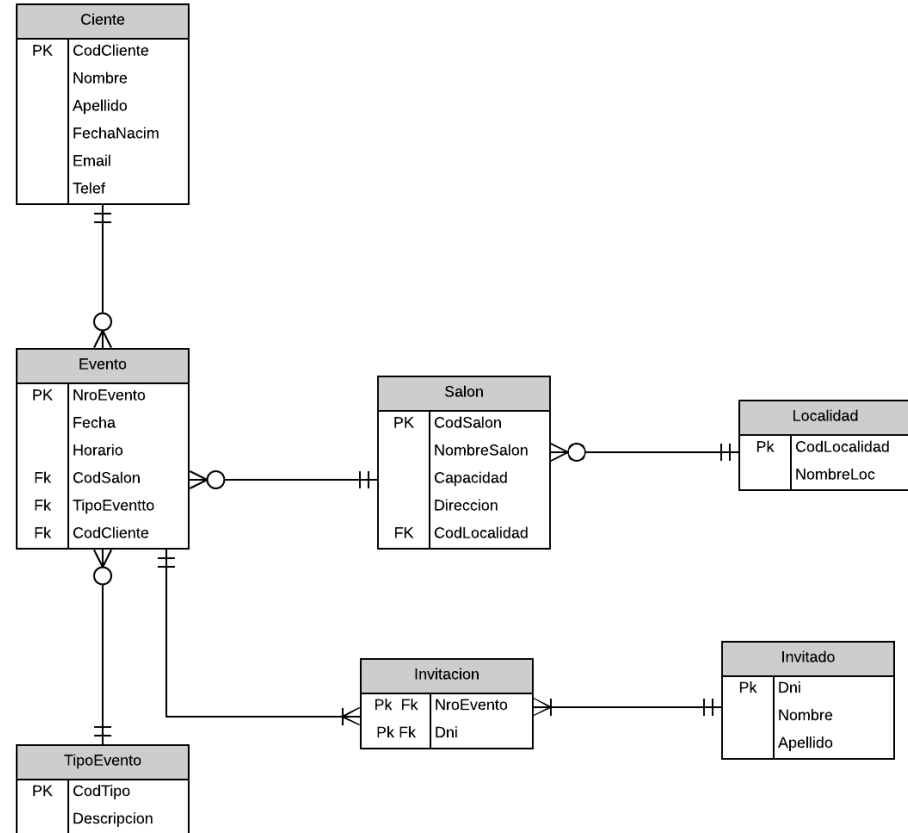 Ciente
PK CodCliente
Nombre
Apellido
FechaNacim
Email
Telef
Evento
PK NroEvento
Fecha
Horario
Fk CodSalon
Fk TipoEventto
Fk CodCliente
Salon
PK CodSalon
NombreSalon
Capacidad
Direccion
FK CodLocalidad
Localidad
Pk CodLocalidad
NombreLoc
Invitacion
Pk Fk NroEvento
Pk Fk Dni
Invitado
Pk Dni
Nombre
Apellido
TipoEvento
PK CodTipo
Descripcion